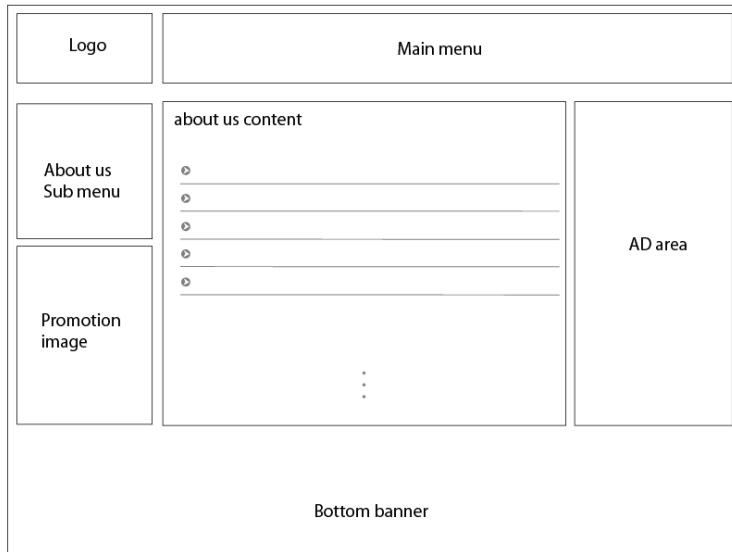 Logo
Main menu
about us content
About us
Sub menu
AD area
Promotion
image
Bottom banner